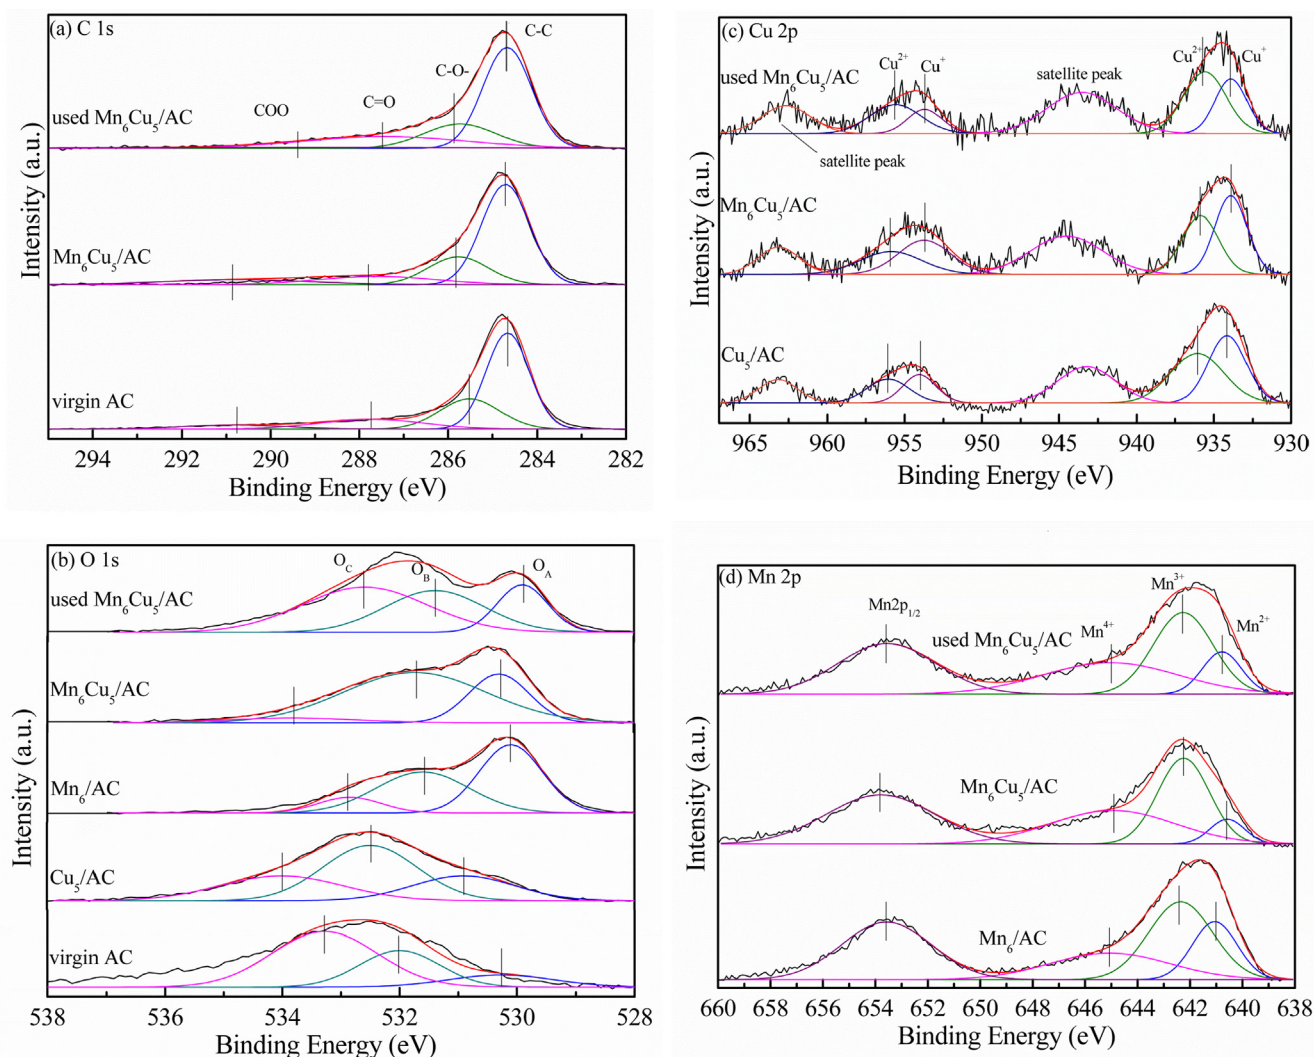 (a) C 1s
C-C
C-O-
C=O
COO
used Mn6Cu5/AC
Mn6Cu5/AC
virgin AC
Intensity (a.u.)
294 292 290 288 286 284 282
Binding Energy (eV)
(c) Cu 2p
Cu2+
Cu+
Cu2+
Cu+
satellite peak
used Mn6Cu5/AC
satellite peak
Mn6Cu5/AC
Cu5/AC
Intensity (a.u.)
965 960 955 950 945 940 935 930
Binding Energy (eV)
(b) O 1s
OC
OB
OA
used Mn6Cu5/AC
Mn6Cu5/AC
Mn6/AC
Cu5/AC
virgin AC
Intensity (a.u.)
538 536 534 532 530 528
Binding Energy (eV)
(d) Mn 2p
Mn3+
Mn2p1/2
Mn4+
Mn2+
used Mn6Cu5/AC
Mn6Cu5/AC
Mn6/AC
Intensity (a.u.)
660 658 656 654 652 650 648 646 644 642 640 638
Binding Energy (eV)